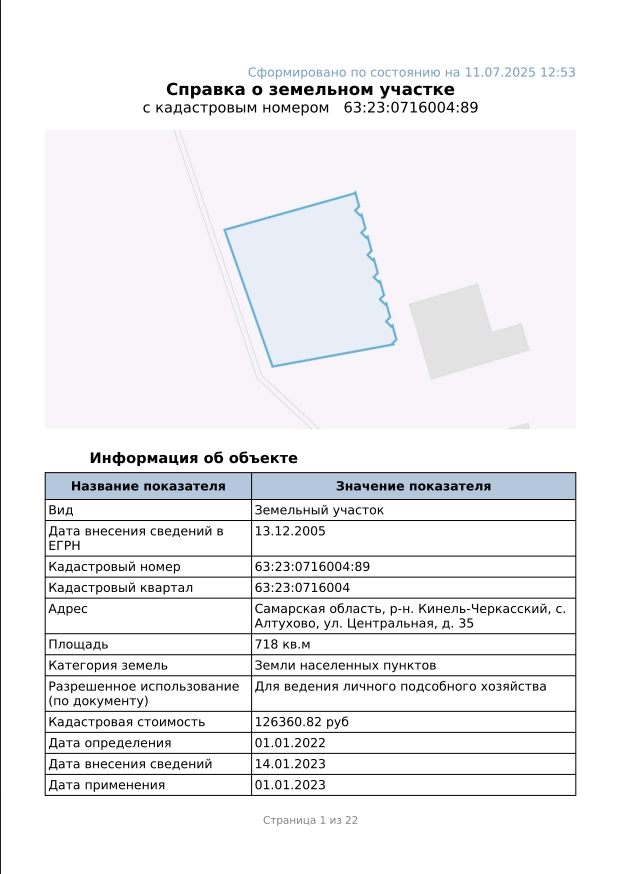 Сформировано по состоянию на 11.07.2025 12:53
Справка о земельном участке
с кадастровым номером 63:23:0716004:89
Информация об объекте
Название показателя Значение показателя
Вид Земельный участок
Дата внесения сведений в 13.12.2005
ЕГРН
Кадастровый номер 63:23:0716004:89
Кадастровый квартал 63:23:0716004
Адрес Самарская область, р-н. Кинель-Черкасский, с.
Алтухово, ул. Центральная, д. 35
Площадь 718 кв.м
Категория земель Земли населенных пунктов
Разрешенное использование Для ведения личного подсобного хозяйства
(по документу)
Кадастровая стоимость 126360.82 руб
Дата определения 01.01.2022
Дата внесения сведений 14.01.2023
Дата применения 01.01.2023
Страница 1 из 22